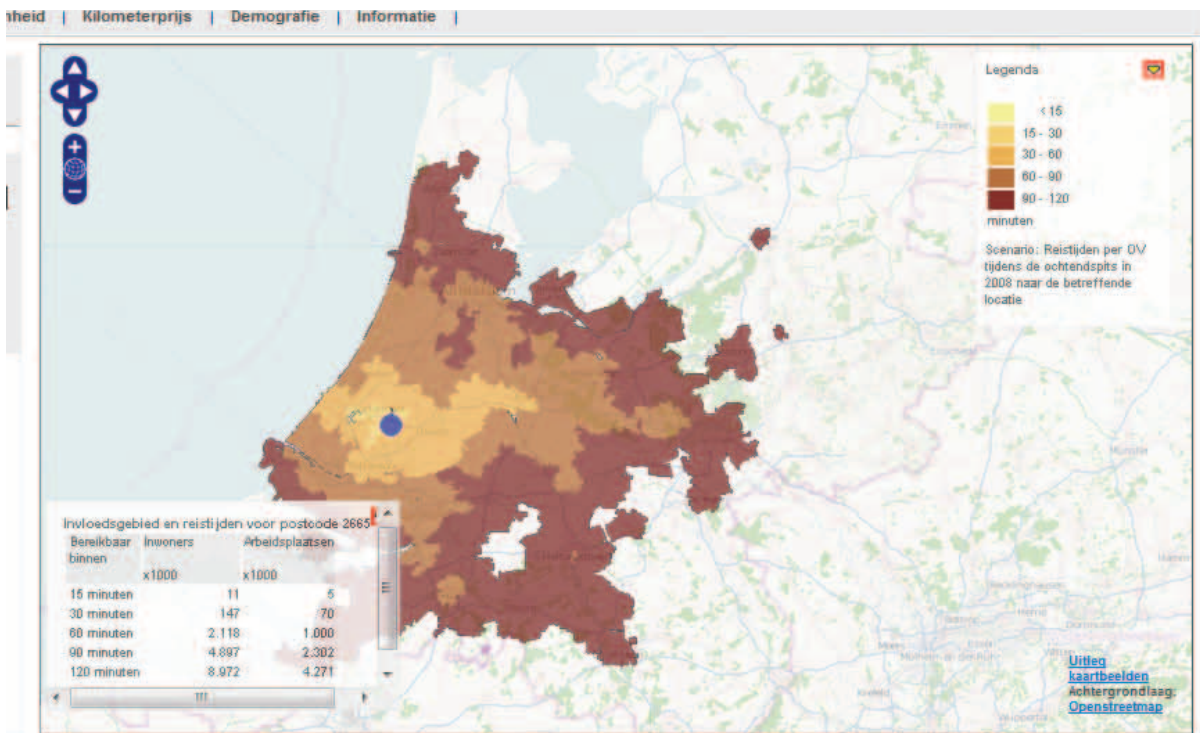 nheid | Kilometerprijs | Demografie | Informatie |
Legenda
< 15
15 - 30
30 - 60
60 - 90
90 - 120
minuten
Scenario: Reistijden per OV
tijdens de ochtendspits in
2008 naar de betreffende
locatie
Invloedsgebied en reistijden voor postcode 2665
Bereikbaar Inwoners Arbeidsplaatsen
binnen
x1000 x1000
15 minuten 11 5
30 minuten 147 70
60 minuten 2.118 1.000
90 minuten 4.897 2.302
120 minuten 8.972 4.271
Münster
Uitleg
kaartbeelden
Achtergrondlaag:
Openstreetmap